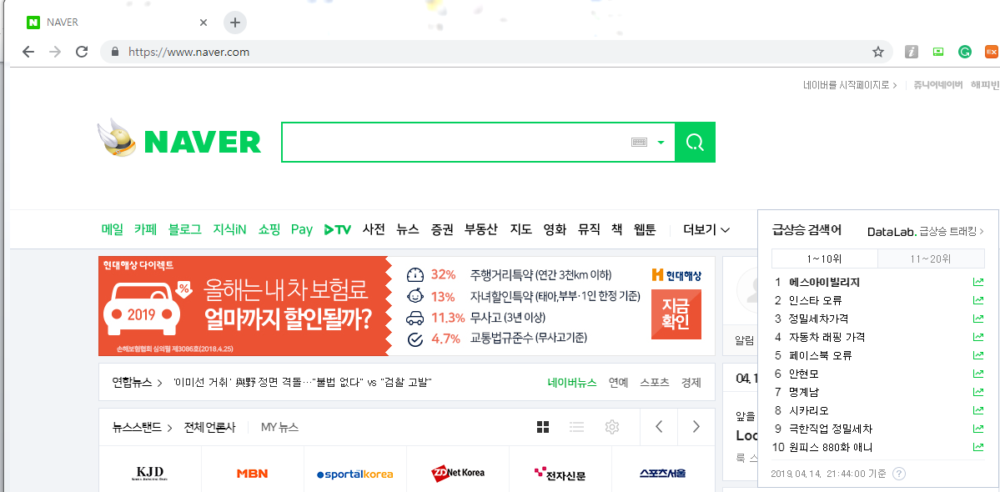 NAVER
https://www.naver.com
네이버를 시작페이지로 >
쥬니어네이버 해피빈
NAVER
메일 카페 블로그 지식iN 쇼핑 Pay TV 사전 뉴스 증권 부동산 지도 영화 뮤직 책 웹툰 더보기
현대해상 다이렉트
2019
%
올해는 내 차 보험료
얼마까지 할인될까?
손해보험협회 심의필 제3086호(2018.4.25)
32% 주행거리특약 (연간 3천km 이하)
13% 자녀할인특약 (태아,부부·1인 한정 기준)
11.3% 무사고 (3년 이상)
4.7% 교통법규준수 (무사고기준)
현대해상
지금
확인
연합뉴스 > '이미선 거취' 與野 정면 격돌…"불법 없다" vs "검찰 고발"
네이버뉴스 연예 스포츠 경제
뉴스스탠드 > 전체 언론사 MY 뉴스
KJD
MBN
sportalkorea
ZDNet Korea
전자신문
스포츠서울
알림
04.1
앞을
Loc
룩 스
급상승 검색어 DataLab. 급상승 트래킹 >
1~10위 11~20위
1 에스아이빌리지
2 인스타 오류
3 정밀세차가격
4 자동차 래핑 가격
5 페이스북 오류
6 안현모
7 명계남
8 시카리오
9 극한직업 정밀세차
10 원피스 880화 애니
2019.04.14. 21:44:00 기준 ?